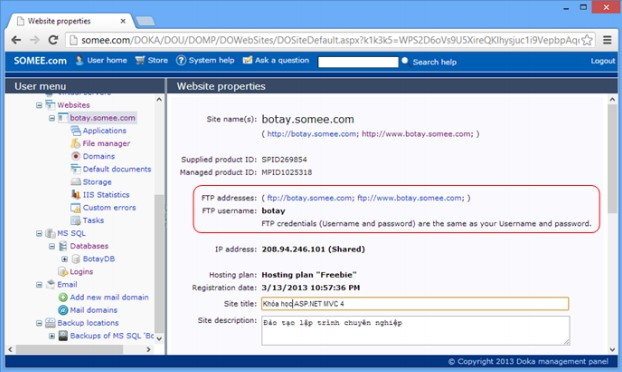 Website properties
somee.com/DOKA/DOU/DOMP/DOWebSites/DOSiteDefault.aspx?
SOMEE.com User home Store System help Ask a question Search help Logout
User menu
Websites
botay.somee.com
Applications
File manager
Domains
Default documents
Storage
IIS Statistics
Custom errors
Tasks
MS SQL
Databases
BotayDB
Logins
Email
Add new mail domain
Mail domains
Backup locations
Backups of MS SQL 'Bo
Website properties
Site name(s): botay.somee.com
( http://botay.somee.com; http://www.botay.somee.com; )
Supplied product ID: SPID269854
Managed product ID: MPID1025318
FTP addresses: ( ftp://botay.somee.com; ftp://www.botay.somee.com; )
FTP username: botay
FTP credentials (Username and password) are the same as your Username and password.
IP address: 208.94.246.101 (Shared)
Hosting plan: Hosting plan "Freebie"
Registration date: 3/13/2013 10:57:36 PM
Site title: Khóa học ASP.NET MVC 4
Site description: Đào tạo lập trình chuyên nghiệp
© Copyright 2013 Doka management panel